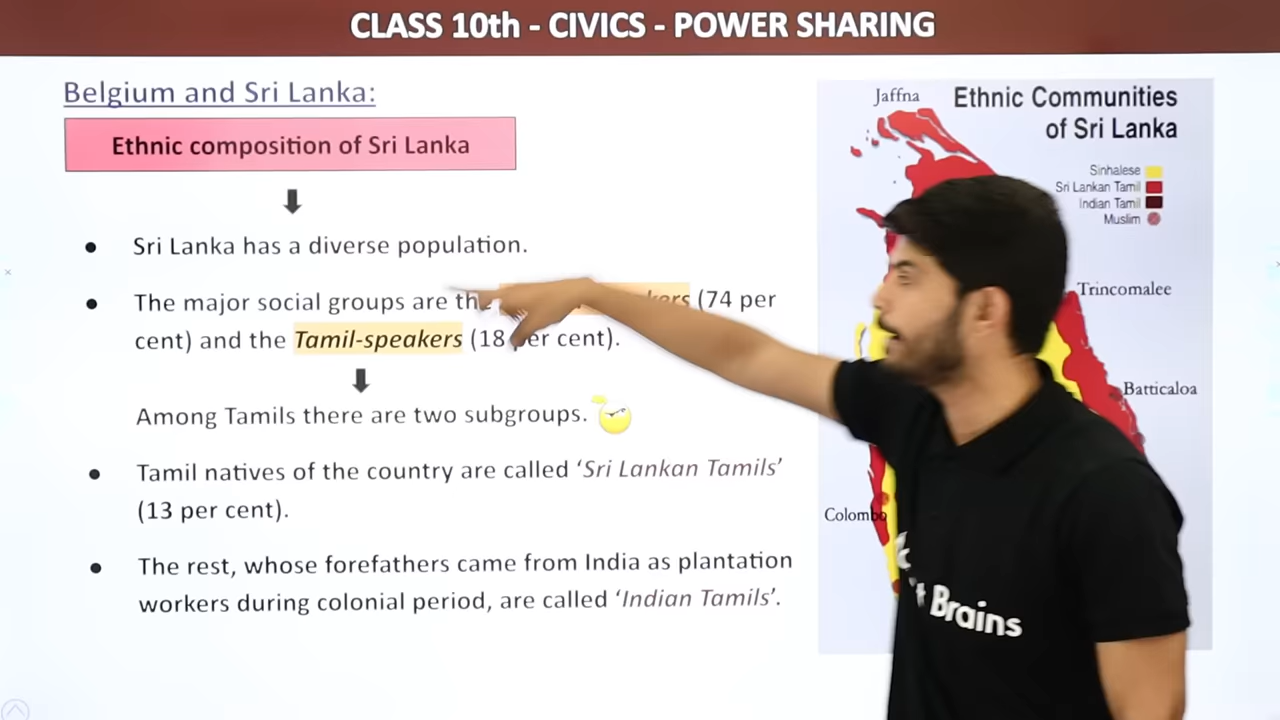 CLASS 10th - CIVICS - POWER SHARING
Belgium and Sri Lanka:
Ethnic composition of Sri Lanka
Sri Lanka has a diverse population.
The major social groups are the (74 per
cent) and the Tamil-speakers (18 per cent).
Among Tamils there are two subgroups.
Tamil natives of the country are called ‘Sri Lankan Tamils’
(13 per cent).
The rest, whose forefathers came from India as plantation
workers during colonial period, are called ‘Indian Tamils’.
Jaffna
Ethnic Communities
of Sri Lanka
Sinhalese
Sri Lankan Tamil
Indian Tamil
Muslim
Trincomalee
Batticaloa
Colombo
Brains